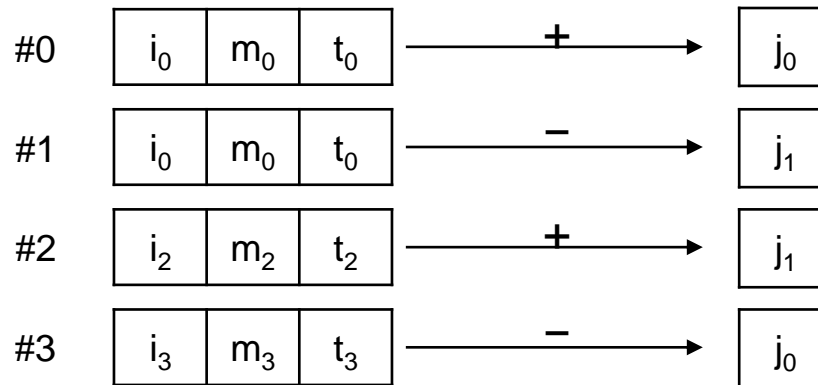 #0 i₀ m₀ t₀ + j₀
#1 i₀ m₀ t₀ − j₁
#2 i₂ m₂ t₂ + j₁
#3 i₃ m₃ t₃ − j₀